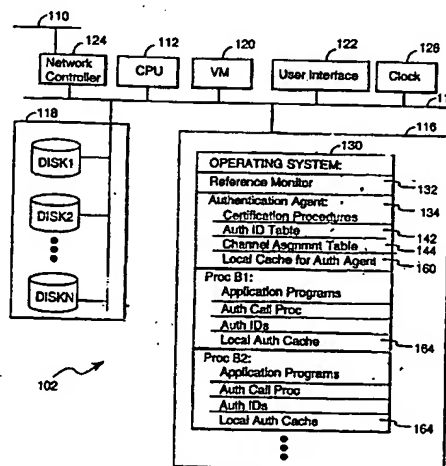 110
124
112
120
122
126
Network
Controller
CPU
VM
User Interface
Clock
118
116
DISK1
DISK2
DISKN
102
130
OPERATING SYSTEM:
Reference Monitor
132
Authentication Agent:
134
Certification Procedures
Auth ID Table
142
Channel Asgnmnt Table
144
Local Cache for Auth Agent
160
Proc B1:
Application Programs
Auth Call Proc
Auth IDs
Local Auth Cache
164
Proc B2:
Application Programs
Auth Call Proc
Auth IDs
Local Auth Cache
164